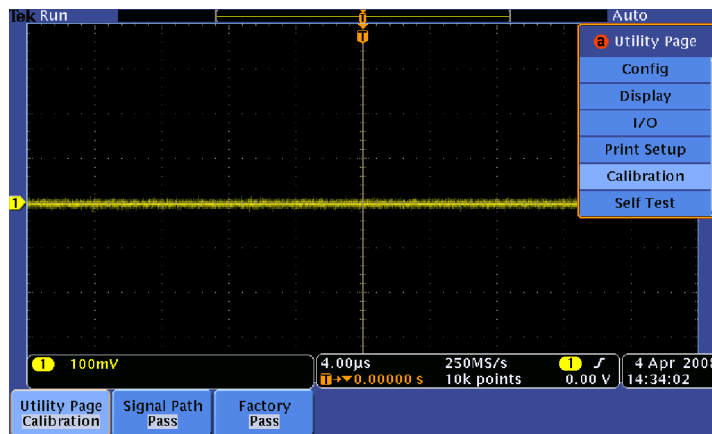 Tek Run
Auto
T
a Utility Page
Config
Display
I/O
Print Setup
Calibration
Self Test
1
1 100mV
4.00µs 250MS/s 1
T→▼0.00000 s 10k points 0.00 V
4 Apr 2008
14:34:02
Utility Page
Calibration
Signal Path
Pass
Factory
Pass